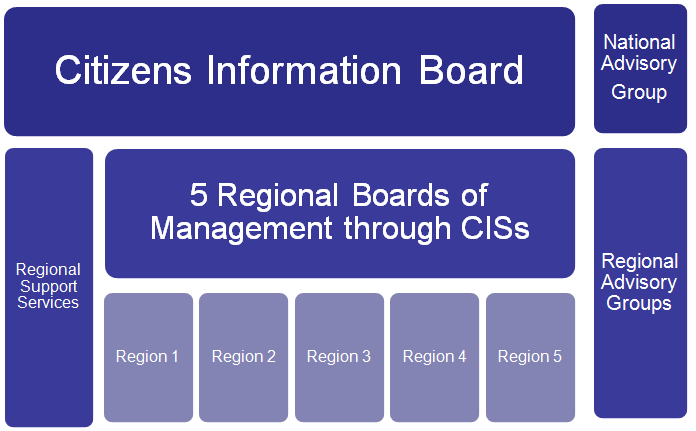 Citizens Information Board
National
Advisory
Group
Regional
Support
Services
5 Regional Boards of
Management through CISs
Regional
Advisory
Groups
Region 1
Region 2
Region 3
Region 4
Region 5